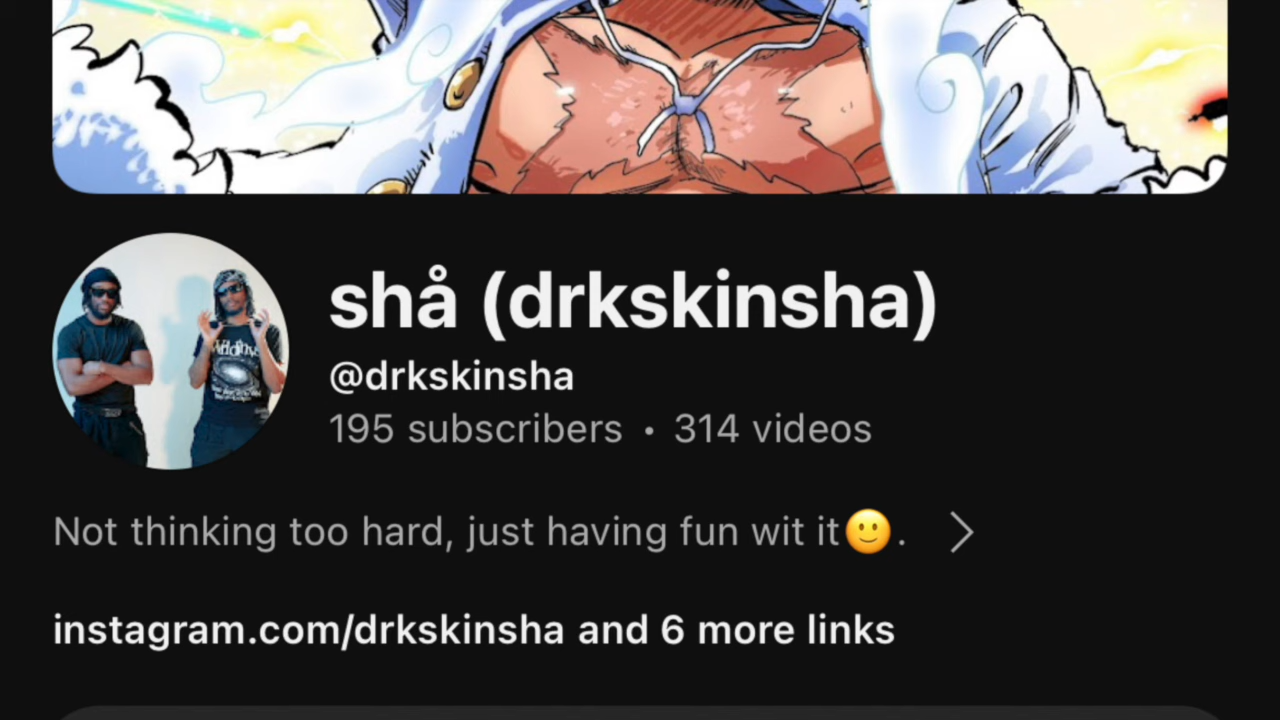 shå (drkskinsha)
@drkskinsha
195 subscribers • 314 videos
Not thinking too hard, just having fun wit it🙂.
instagram.com/drkskinsha and 6 more links